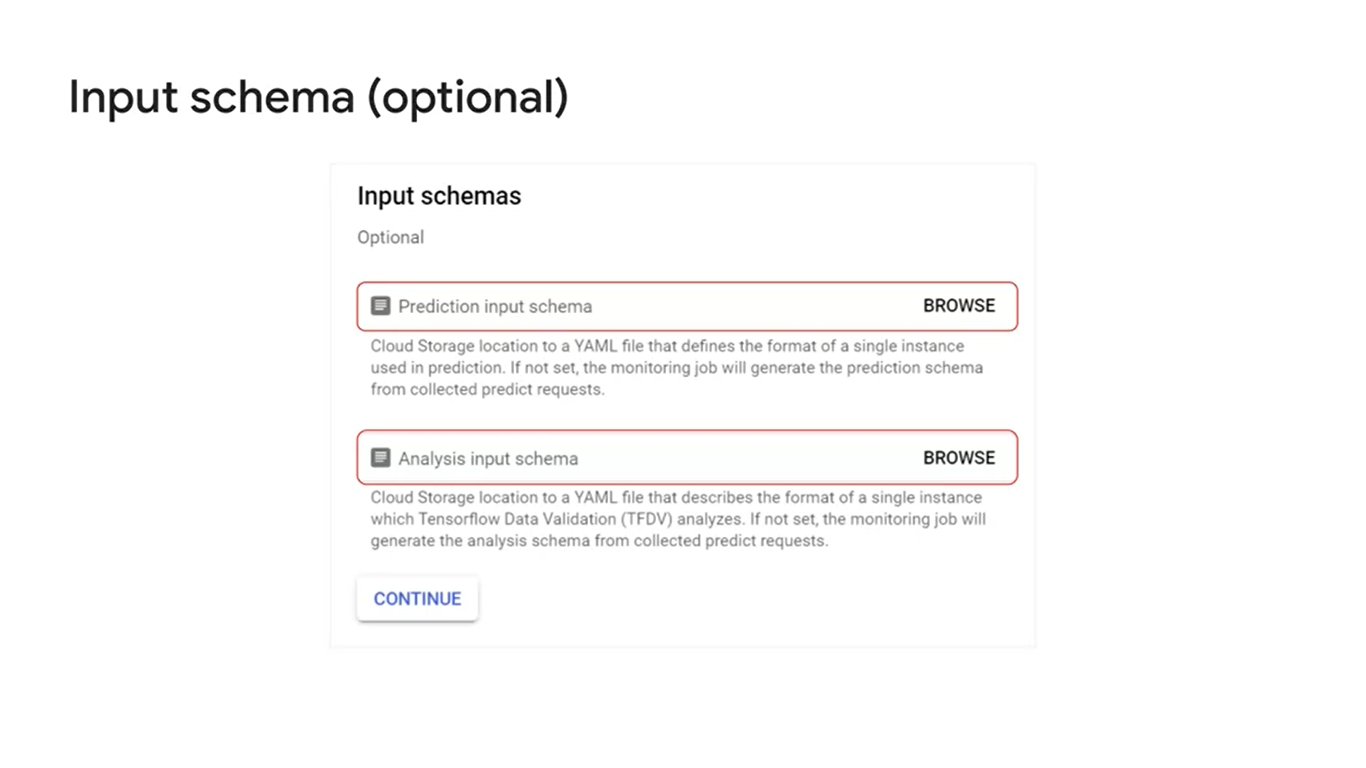 Input schema (optional)
Input schemas
Optional
Prediction input schema BROWSE
Cloud Storage location to a YAML file that defines the format of a single instance
used in prediction. If not set, the monitoring job will generate the prediction schema
from collected predict requests.
Analysis input schema BROWSE
Cloud Storage location to a YAML file that describes the format of a single instance
which Tensorflow Data Validation (TFDV) analyzes. If not set, the monitoring job will
generate the analysis schema from collected predict requests.
CONTINUE